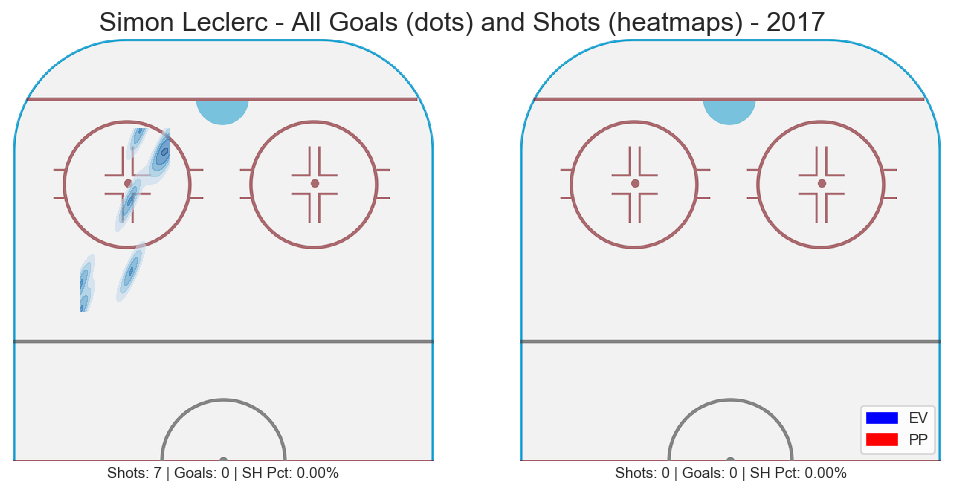 Simon Leclerc - All Goals (dots) and Shots (heatmaps) - 2017
EV
PP
Shots: 7 | Goals: 0 | SH Pct: 0.00%
Shots: 0 | Goals: 0 | SH Pct: 0.00%